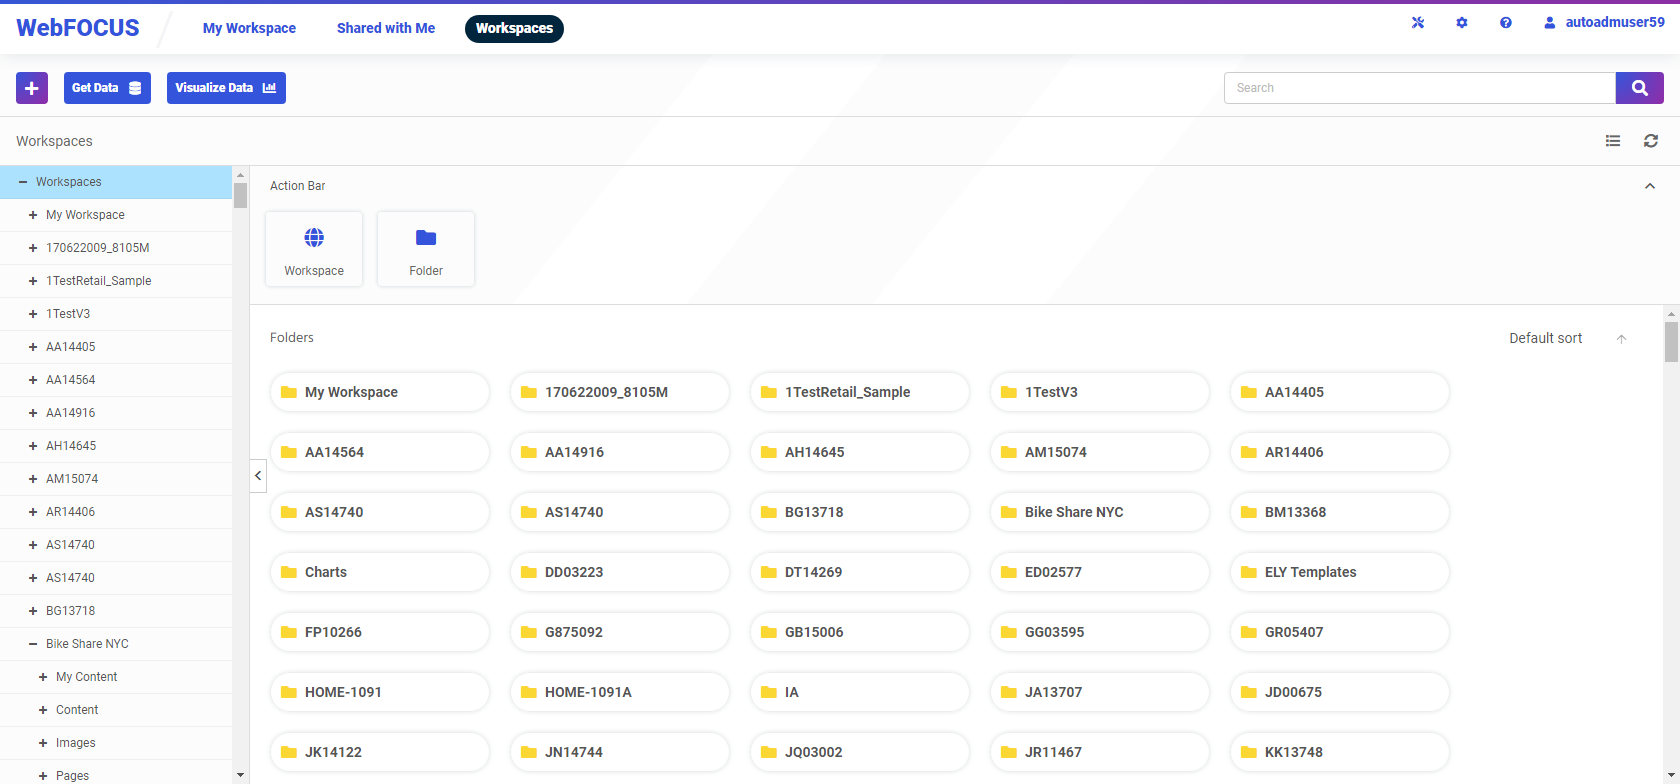 WebFOCUS
My Workspace
Shared with Me
Workspaces
autoadmuser59
Get Data
Visualize Data
Search
Workspaces
Workspaces
My Workspace
170622009_8105M
1TestRetail_Sample
1TestV3
AA14405
AA14564
AA14916
AH14645
AM15074
AR14406
AS14740
AS14740
BG13718
Bike Share NYC
My Content
Content
Images
Pages
Action Bar
Workspace
Folder
Folders
Default sort
My Workspace
170622009_8105M
1TestRetail_Sample
1TestV3
AA14405
AA14564
AA14916
AH14645
AM15074
AR14406
AS14740
AS14740
BG13718
Bike Share NYC
BM13368
Charts
DD03223
DT14269
ED02577
ELY Templates
FP10266
G875092
GB15006
GG03595
GR05407
HOME-1091
HOME-1091A
IA
JA13707
JD00675
JK14122
JN14744
JQ03002
JR11467
KK13748